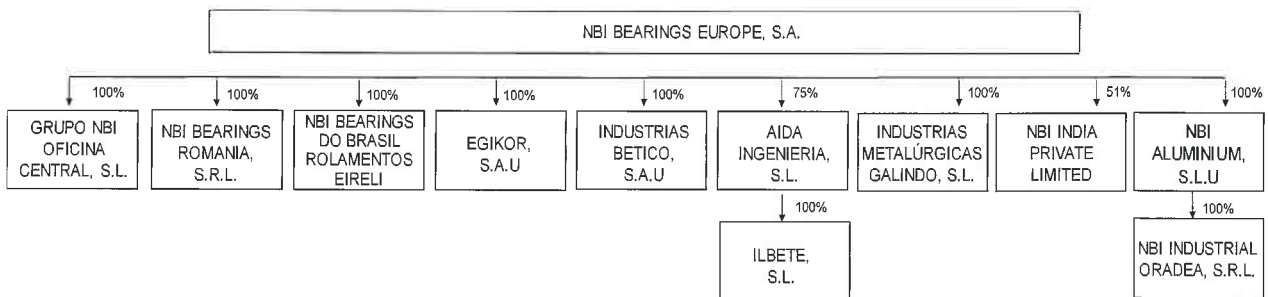 NBI BEARINGS EUROPE, S.A.
100%
100%
100%
100%
100%
75%
100%
51%
100%
GRUPO NBI
OFICINA
CENTRAL, S.L.
NBI BEARINGS
ROMANIA,
S.R.L.
NBI BEARINGS
DO BRASIL
ROLAMENTOS
EIRELI
EGIKOR,
S.A.U
INDUSTRIAS
BETICO,
S.A.U
AIDA
INGENIERIA,
S.L.
INDUSTRIAS
METALÚRGICAS
GALINDO, S.L.
NBI INDIA
PRIVATE
LIMITED
NBI
ALUMINIUM,
S.L.U
100%
100%
ILBETE,
S.L.
NBI INDUSTRIAL
ORADEA, S.R.L.